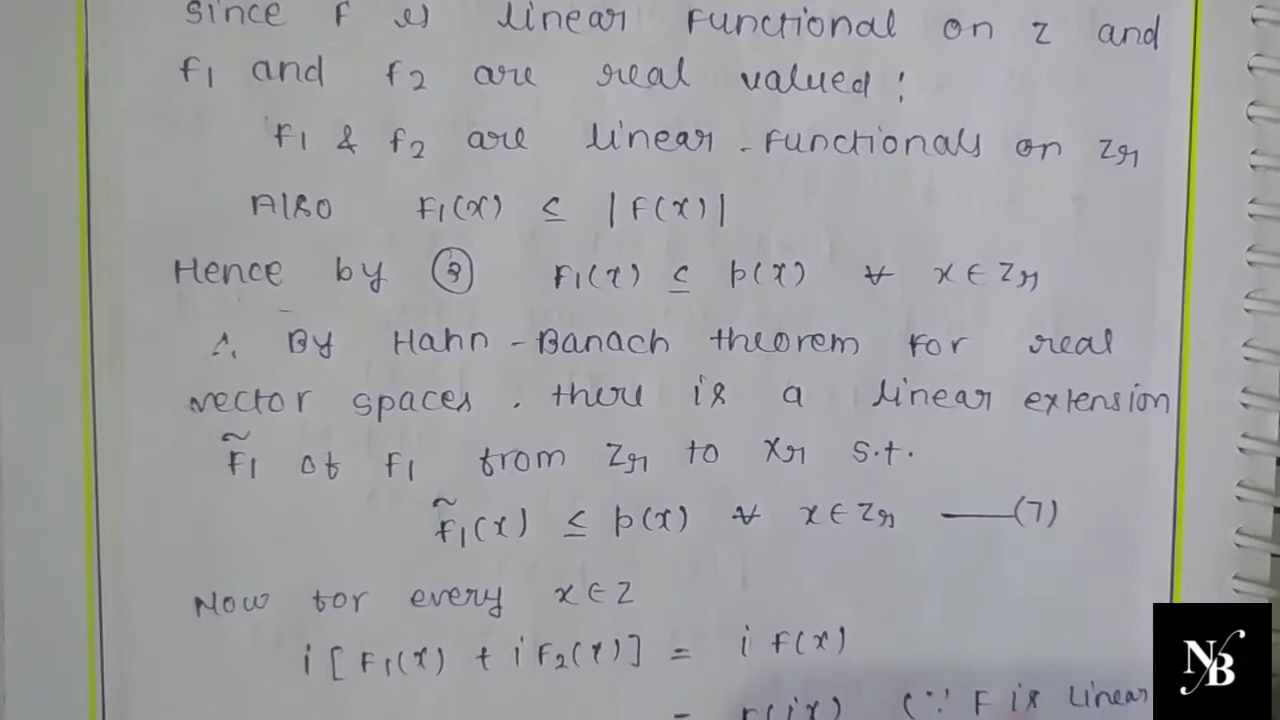 since f is linear functional on Z and
f1 and f2 are real valued :
f1 & f2 are linear functionals on Zr
Also f1(x) ≤ |f(x)|
Hence by ③ f1(x) ≤ p(x) ∀ x ∈ Zr
∴ By Hahn-Banach theorem for real
vector spaces. there is a linear extension
f̃1 of f1 from Zr to Xr s.t.
f̃1(x) ≤ p(x) ∀ x ∈ Zr —(7)
Now for every x ∈ Z
i [f1(x) + i f2(x)] = i f(x)
= f(ix) (∵ f is linear
NB